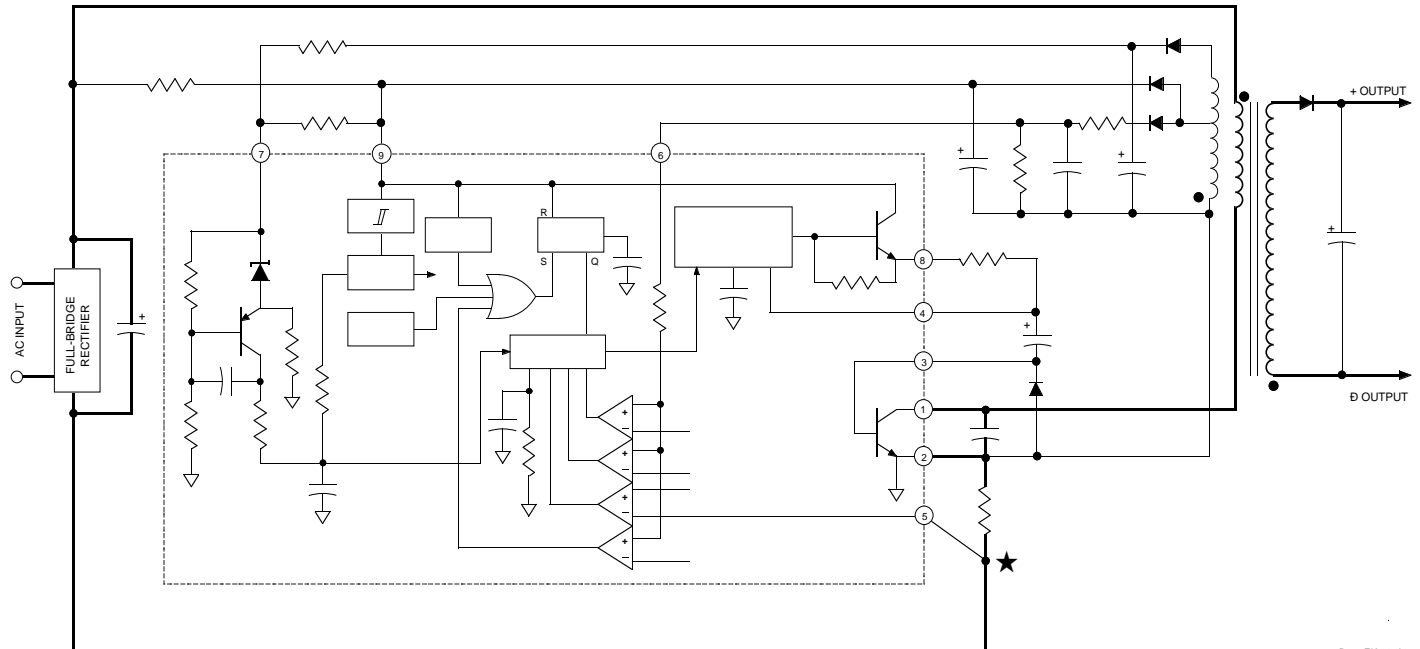 + OUTPUT
7
9
6
R
S
Q
+
+
+
8
4
+
AC INPUT
FULL-BRIDGE
RECTIFIER
+
+
3
1
2
5
+
–
+
–
+
–
+
–
Ð OUTPUT